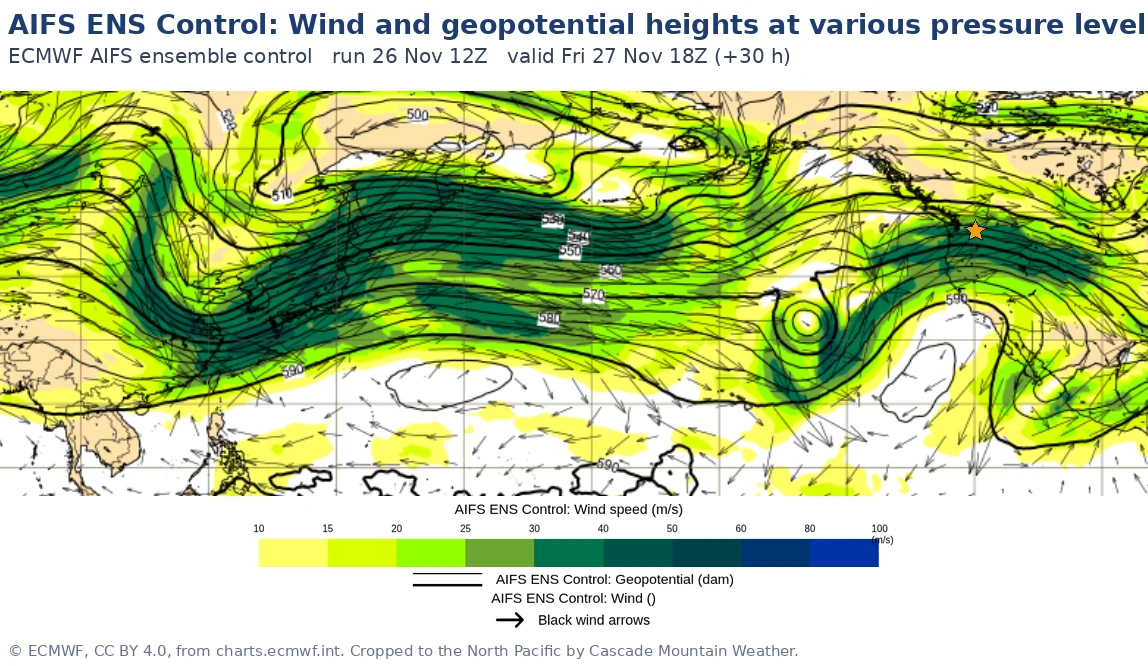 AIFS ENS Control: Wind and geopotential heights at various pressure level
ECMWF AIFS ensemble control run 26 Nov 12Z valid Fri 27 Nov 18Z (+30 h)
500
510
540
550
560
570
580
590
590
590
AIFS ENS Control: Wind speed (m/s)
10 15 20 25 30 40 50 60 80 100
(m/s)
AIFS ENS Control: Geopotential (dam)
AIFS ENS Control: Wind ()
Black wind arrows
© ECMWF, CC BY 4.0, from charts.ecmwf.int. Cropped to the North Pacific by Cascade Mountain Weather.